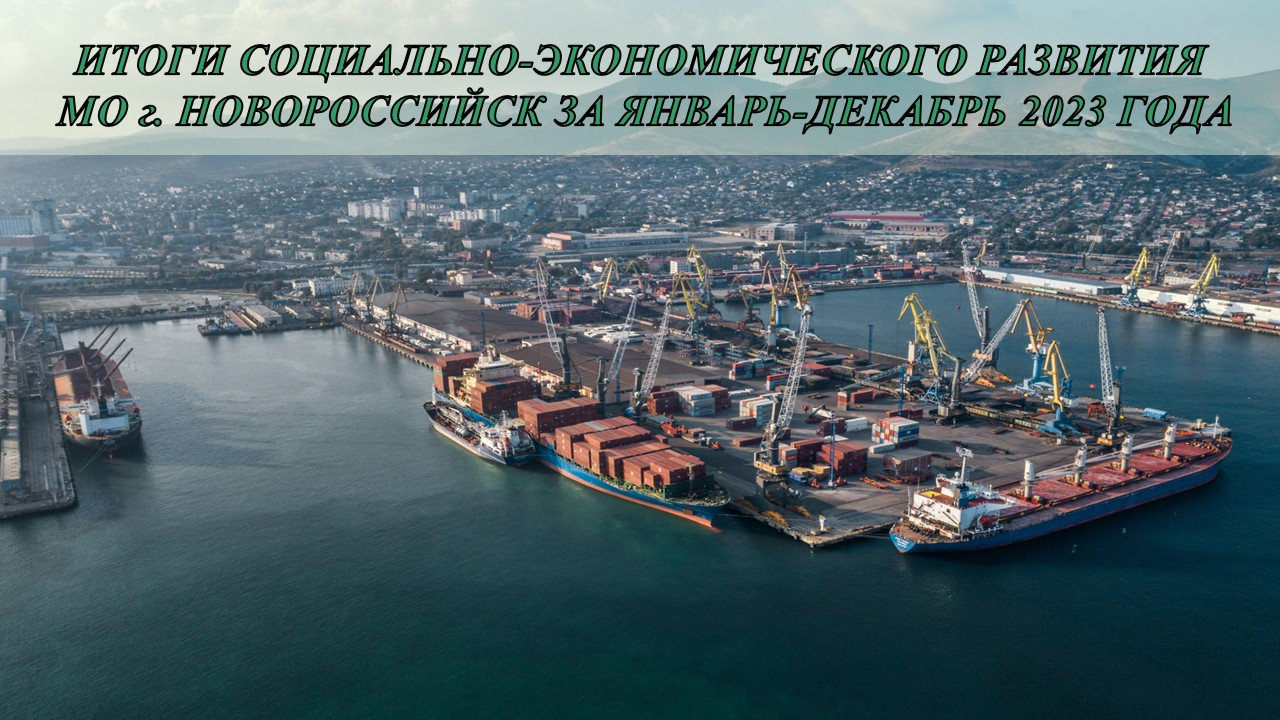 ИТОГИ СОЦИАЛЬНО-ЭКОНОМИЧЕСКОГО РАЗВИТИЯ
МО г. НОВОРОССИЙСК ЗА ЯНВАРЬ-ДЕКАБРЬ 2023 ГОДА